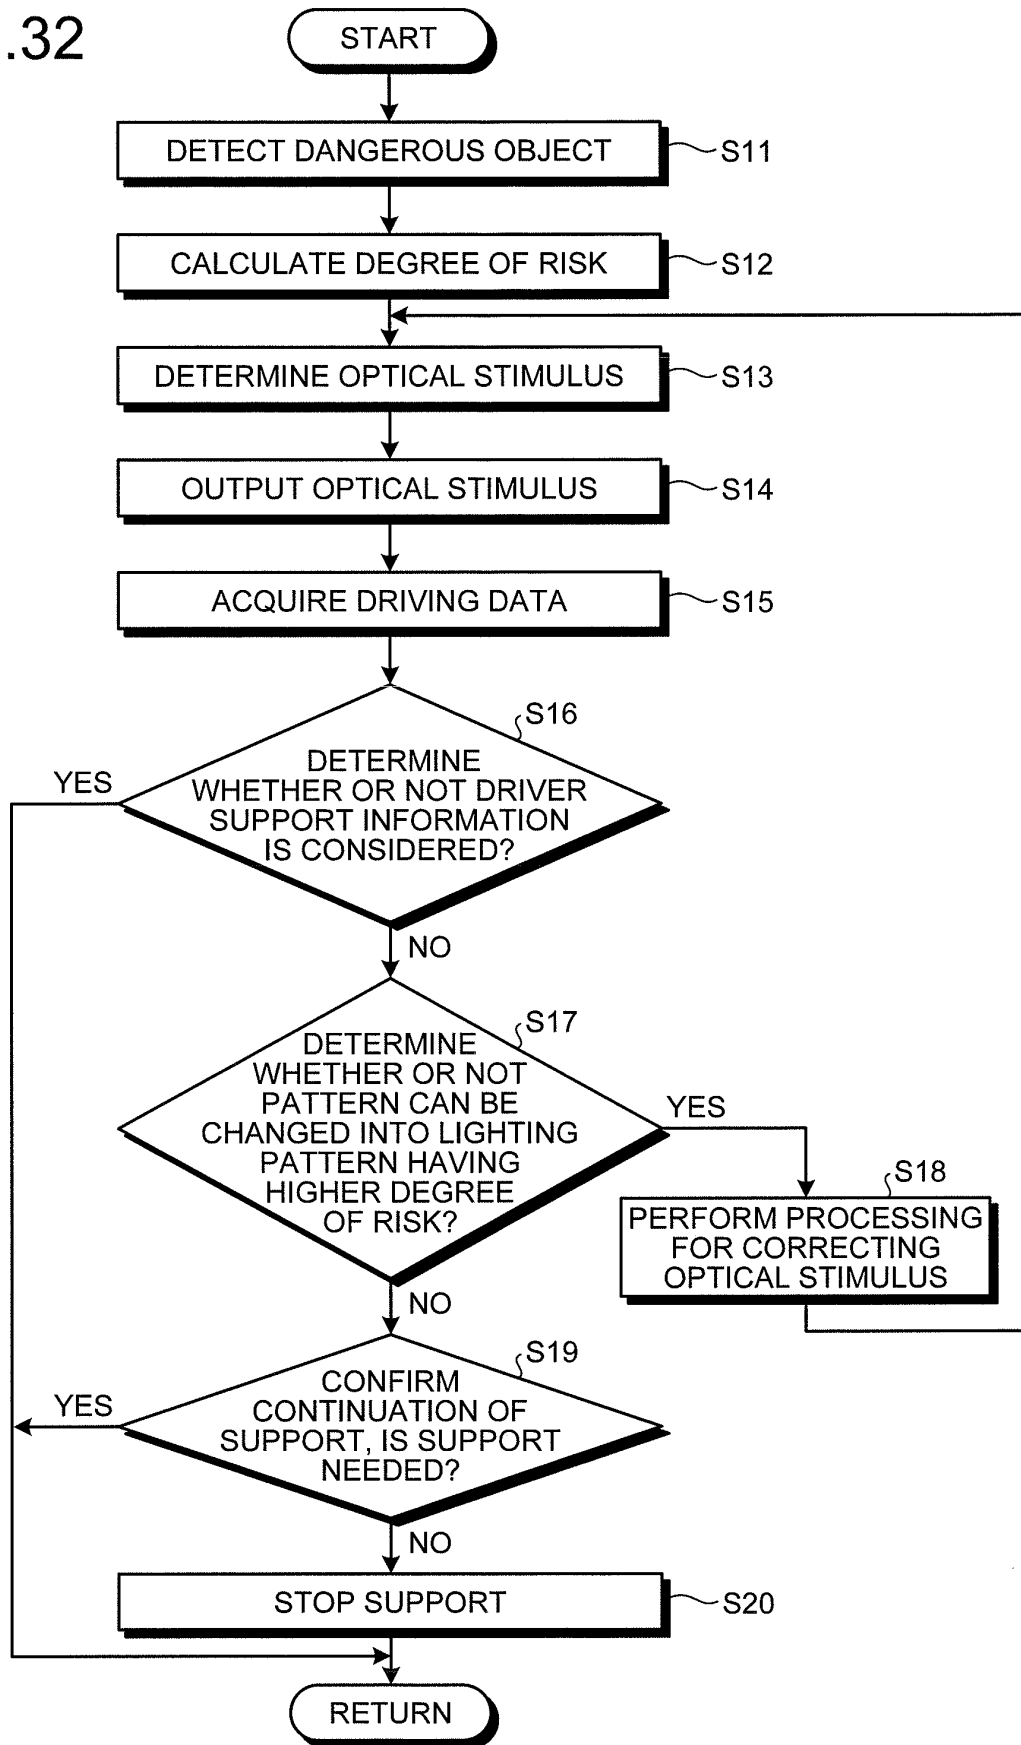 .32
START
DETECT DANGEROUS OBJECT
S11
CALCULATE DEGREE OF RISK
S12
DETERMINE OPTICAL STIMULUS
S13
OUTPUT OPTICAL STIMULUS
S14
ACQUIRE DRIVING DATA
S15
S16
DETERMINE
WHETHER OR NOT DRIVER
SUPPORT INFORMATION
IS CONSIDERED?
YES
NO
S17
DETERMINE
WHETHER OR NOT
PATTERN CAN BE
CHANGED INTO LIGHTING
PATTERN HAVING
HIGHER DEGREE
OF RISK?
YES
S18
PERFORM PROCESSING
FOR CORRECTING
OPTICAL STIMULUS
NO
S19
CONFIRM
CONTINUATION OF
SUPPORT, IS SUPPORT
NEEDED?
YES
NO
STOP SUPPORT
S20
RETURN